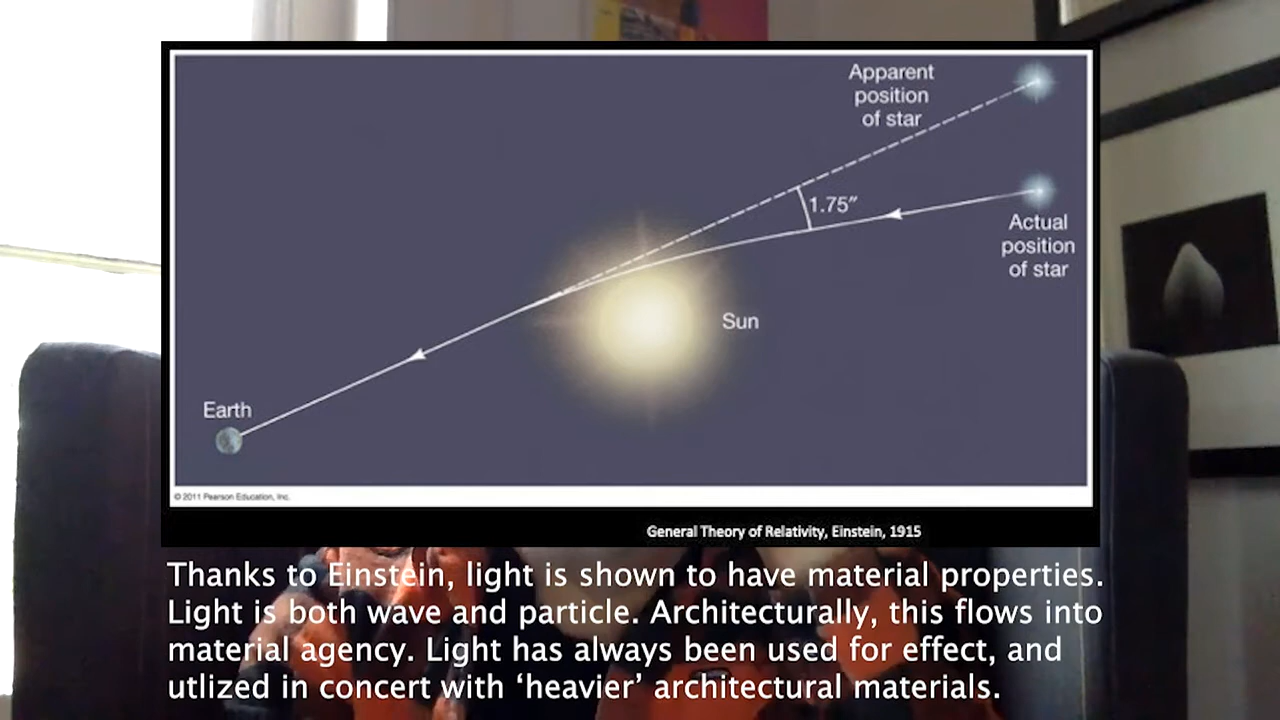 Apparent
position
of star
1.75″
Actual
position
of star
Sun
Earth
© 2011 Pearson Education, Inc.
General Theory of Relativity, Einstein, 1915
Thanks to Einstein, light is shown to have material properties.
Light is both wave and particle. Architecturally, this flows into
material agency. Light has always been used for effect, and
utlized in concert with ‘heavier’ architectural materials.